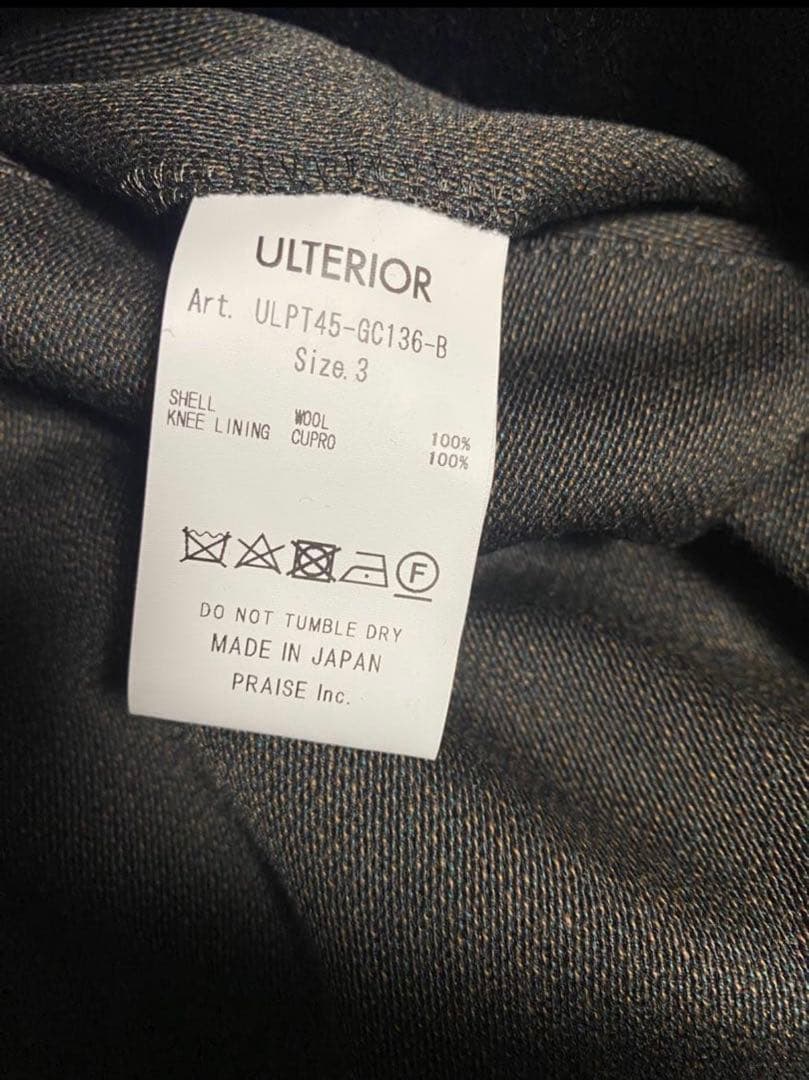 ULTERIOR
Art. ULPT45-GC136-B
Size.3
SHELL WOOL 100%
KNEE LINING CUPRO 100%
F
DO NOT TUMBLE DRY
MADE IN JAPAN
PRAISE Inc.